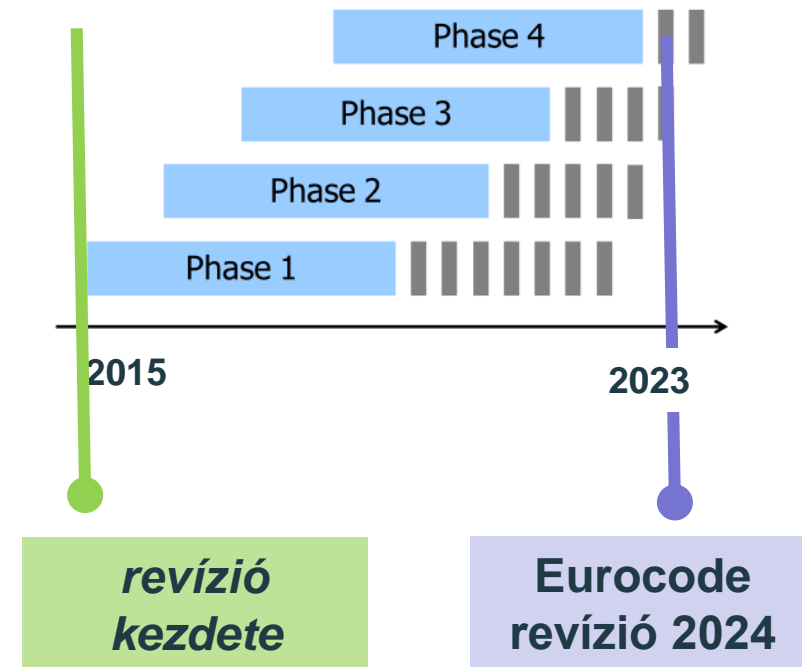 Phase 4
Phase 3
Phase 2
Phase 1
2015
2023
revízió
kezdete
Eurocode
revízió 2024